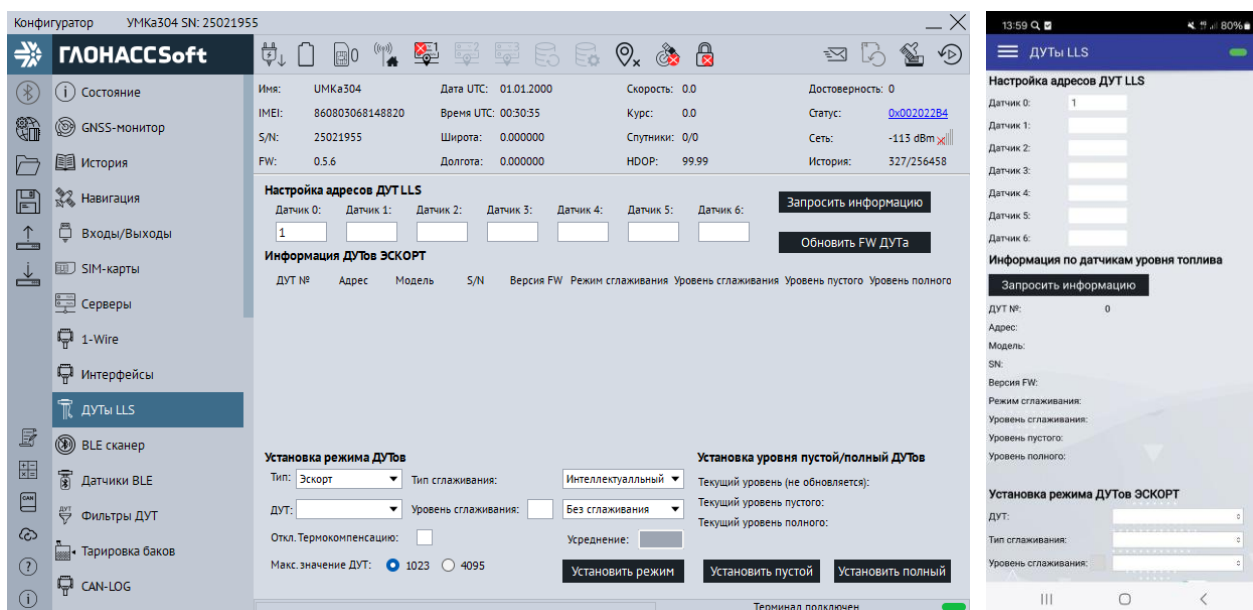 Конфигуратор УМКа304 SN: 25021955
ГЛОНАССSoft
0
Состояние
GNSS-монитор
История
Навигация
Входы/Выходы
SIM-карты
Серверы
1-Wire
Интерфейсы
ДУТы LLS
BLE сканер
Датчики BLE
Фильтры ДУТ
Тарировка баков
CAN-LOG
Имя: UMKa304 Дата UTC: 01.01.2000 Скорость: 0.0 Достоверность: 0
IMEI: 860803068148820 Время UTC: 00:30:35 Курс: 0.0 Статус: 0x002022B4
S/N: 25021955 Широта: 0.000000 Спутники: 0/0 Сеть: -113 dBm
FW: 0.5.6 Долгота: 0.000000 HDOP: 99.99 История: 327/256458
Настройка адресов ДУТ LLS
Датчик 0: Датчик 1: Датчик 2: Датчик 3: Датчик 4: Датчик 5: Датчик 6: Запросить информацию
1
Обновить FW ДУТа
Информация ДУТов ЭСКОРТ
ДУТ № Адрес Модель S/N Версия FW Режим сглаживания Уровень сглаживания Уровень пустого Уровень полного
Установка режима ДУТов
Тип: Эскорт Тип сглаживания: Интеллектуалльный
ДУТ: Уровень сглаживания: Без сглаживания
Откл. Термокомпенсацию: Усреднение:
Макс. значение ДУТ: 1023 4095 Установить режим
Установка уровня пустой/полный ДУТов
Текущий уровень (не обновляется):
Текущий уровень пустого:
Текущий уровень полного:
Установить пустой Установить полный
Терминал подключен
CAN
ДУТ
13:59 80%
ДУТы LLS
Настройка адресов ДУТ LLS
Датчик 0: 1
Датчик 1:
Датчик 2:
Датчик 3:
Датчик 4:
Датчик 5:
Датчик 6:
Информация по датчикам уровня топлива
Запросить информацию
ДУТ №: 0
Адрес:
Модель:
SN:
Версия FW:
Режим сглаживания:
Уровень сглаживания:
Уровень пустого:
Уровень полного:
Установка режима ДУТов ЭСКОРТ
ДУТ:
Тип сглаживания:
Уровень сглаживания: